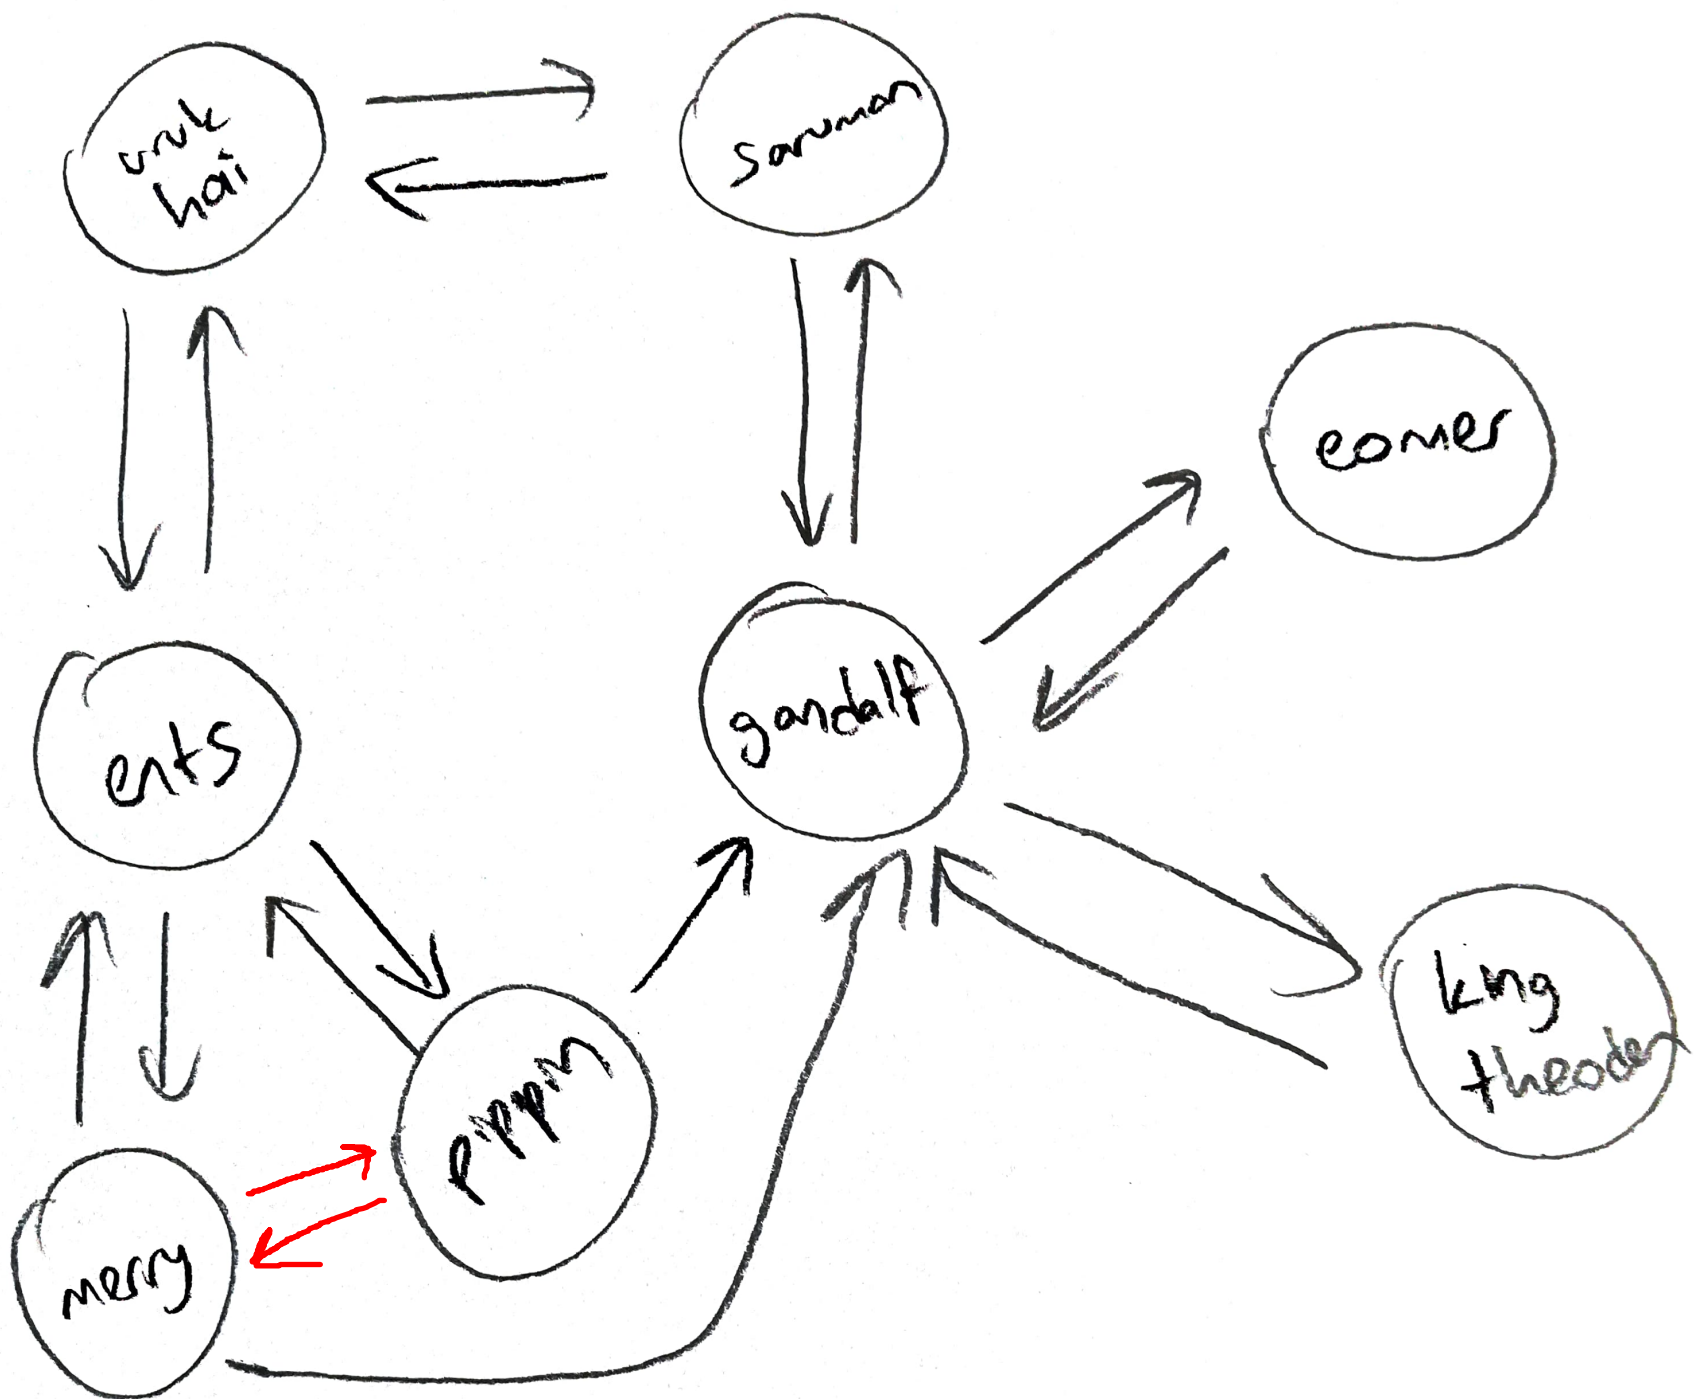 uruk
hai
saruman
eomer
gandalf
ents
king
theoden
pippin
merry